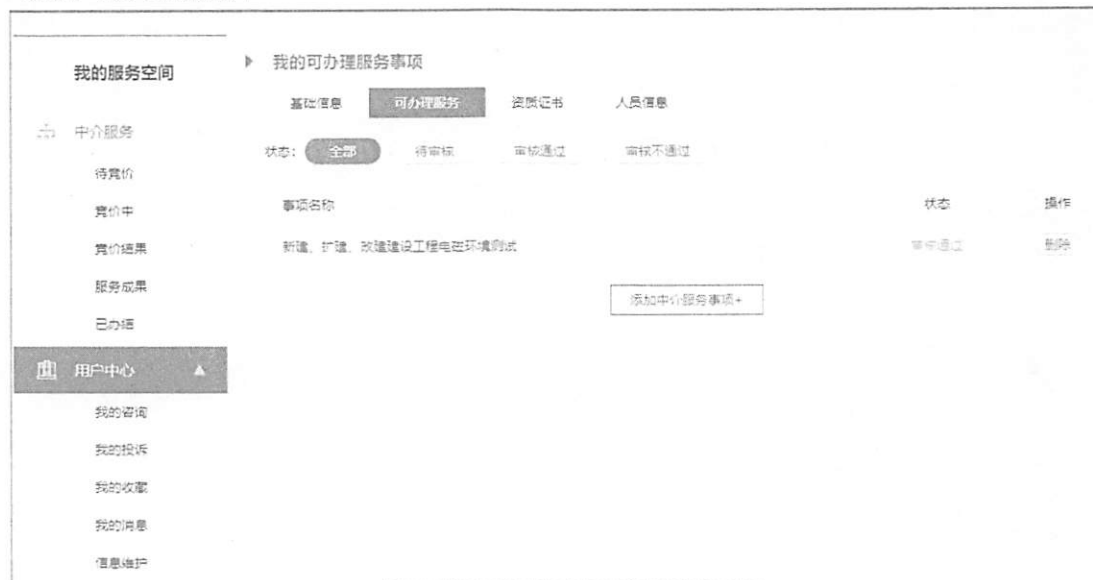 我的服务空间
中介服务
待竞价
竞价中
竞价结果
服务成果
已办结
用户中心
我的咨询
我的投诉
我的收藏
我的消息
信息维护
我的可办理服务事项
基础信息 可办理服务 资质证书 人员信息
状态: 全部 待审核 审核通过 审核不通过
事项名称 状态 操作
新建、扩建、改建建设工程电磁环境测试 审核通过 删除
添加中介服务事项+